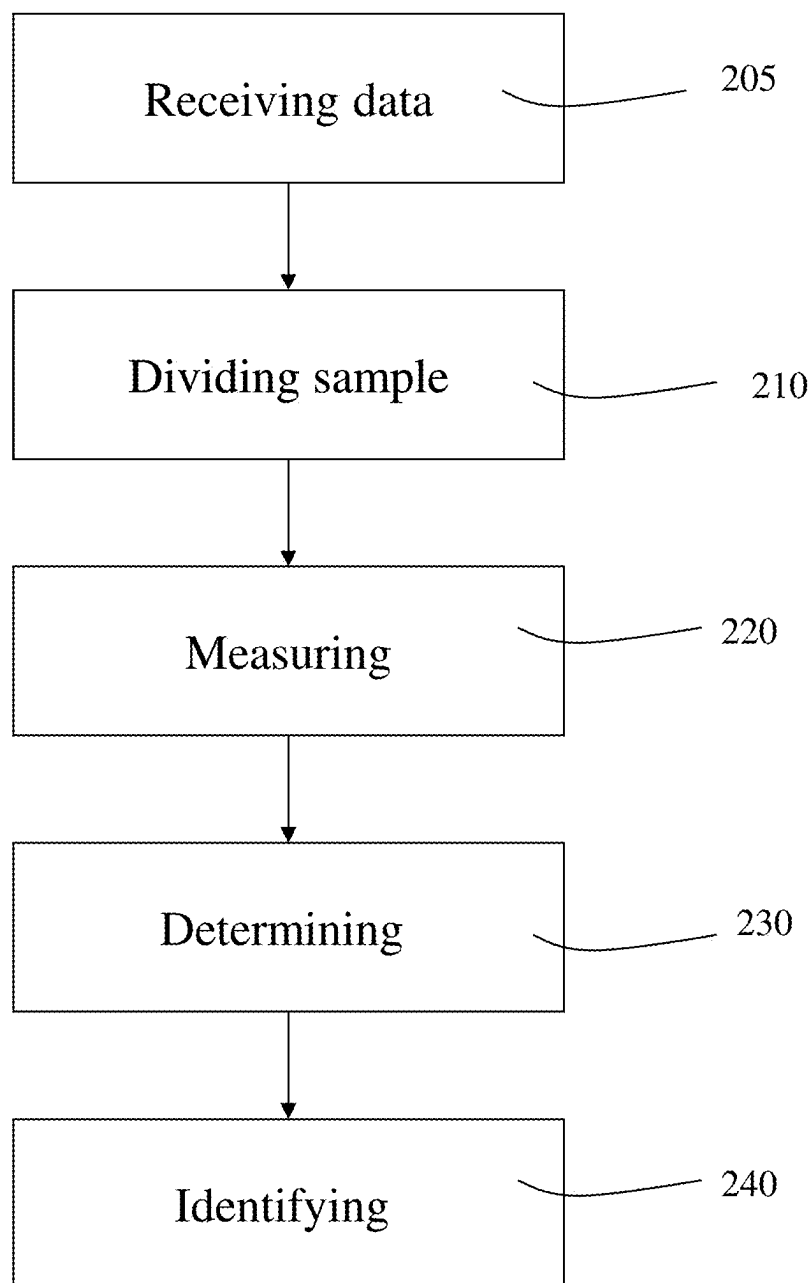 Receiving data
205
Dividing sample
210
Measuring
220
Determining
230
Identifying
240